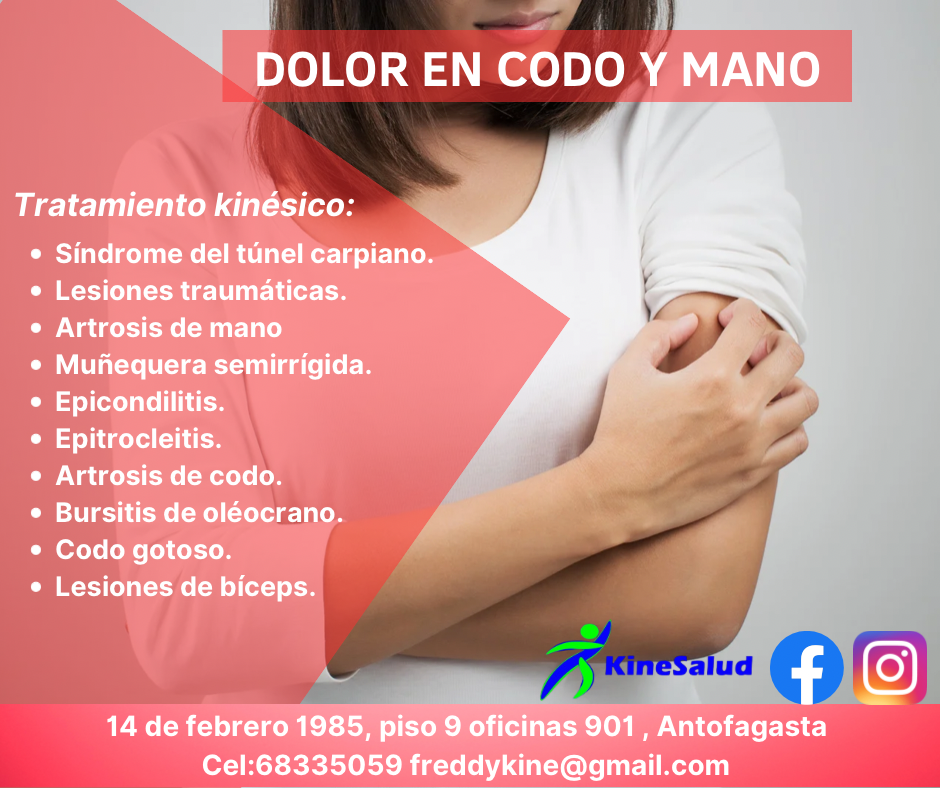 DOLOR EN CODO Y MANO
Tratamiento kinésico:
• Síndrome del túnel carpiano.
• Lesiones traumáticas.
• Artrosis de mano
• Muñequera semirrígida.
• Epicondilitis.
• Epitrocleitis.
• Artrosis de codo.
• Bursitis de oléocrano.
• Codo gotoso.
• Lesiones de bíceps.
KineSalud
14 de febrero 1985, piso 9 oficinas 901 , Antofagasta
Cel:68335059 freddykine@gmail.com